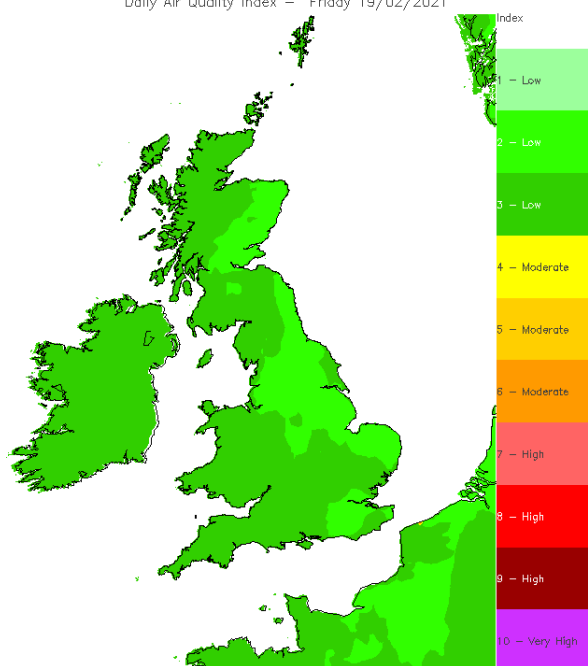 Daily Air Quality Index - Friday 19/02/2021
Index
1 - Low
2 - Low
3 - Low
4 - Moderate
5 - Moderate
6 - Moderate
7 - High
8 - High
9 - High
10 - Very High